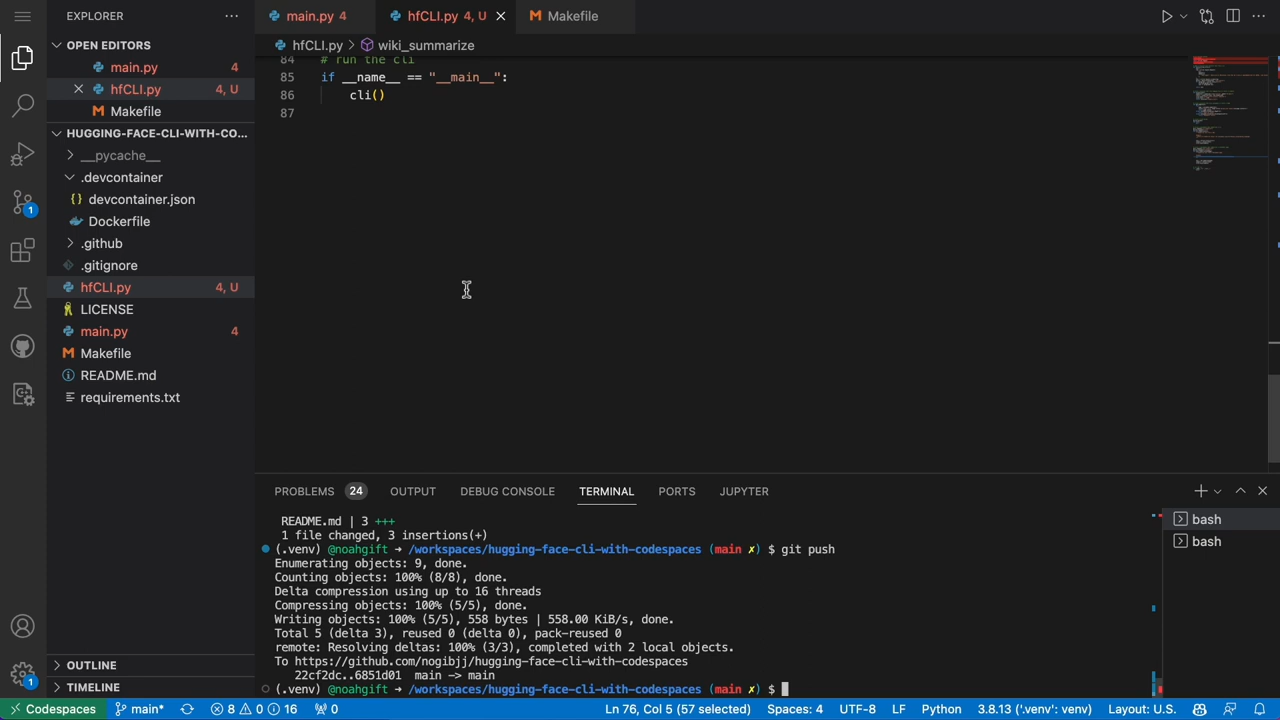 EXPLORER
main.py 4
hfCLI.py 4, U
Makefile
OPEN EDITORS
main.py 4
hfCLI.py 4, U
Makefile
HUGGING-FACE-CLI-WITH-CO...
__pycache__
.devcontainer
devcontainer.json
Dockerfile
.github
.gitignore
hfCLI.py 4, U
LICENSE
main.py 4
Makefile
README.md
requirements.txt
OUTLINE
TIMELINE
hfCLI.py > wiki_summarize
84 # run the cli
85 if __name__ == "__main__":
86 cli()
87
PROBLEMS 24 OUTPUT DEBUG CONSOLE TERMINAL PORTS JUPYTER
README.md | 3 +++
1 file changed, 3 insertions(+)
(.venv) @noahgift → /workspaces/hugging-face-cli-with-codespaces (main ✗) $ git push
Enumerating objects: 9, done.
Counting objects: 100% (8/8), done.
Delta compression using up to 16 threads
Compressing objects: 100% (5/5), done.
Writing objects: 100% (5/5), 558 bytes | 558.00 KiB/s, done.
Total 5 (delta 3), reused 0 (delta 0), pack-reused 0
remote: Resolving deltas: 100% (3/3), completed with 2 local objects.
To https://github.com/nogibjj/hugging-face-cli-with-codespaces
22cf2dc..6851d01 main -> main
(.venv) @noahgift → /workspaces/hugging-face-cli-with-codespaces (main ✗) $
bash
bash
1
1
Codespaces main* 8 0 16 0 Ln 76, Col 5 (57 selected) Spaces: 4 UTF-8 LF Python 3.8.13 ('.venv': venv) Layout: U.S.